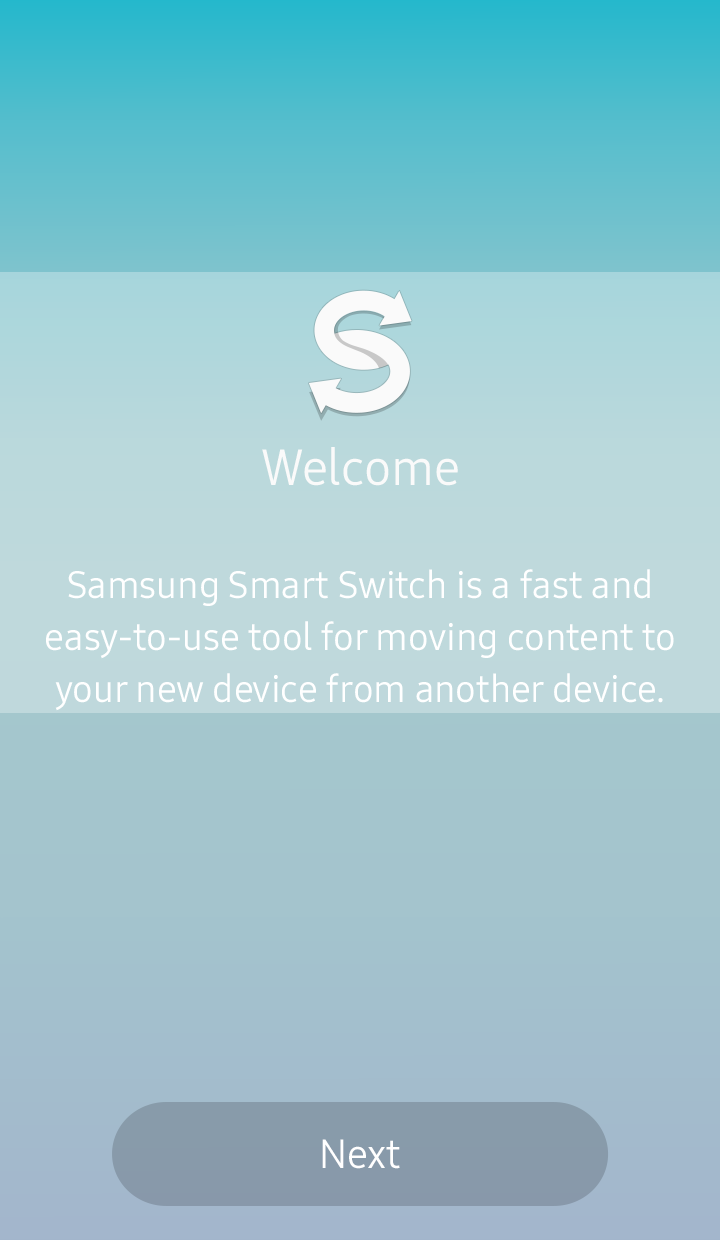 Welcome
Samsung Smart Switch is a fast and
easy-to-use tool for moving content to
your new device from another device.
Next